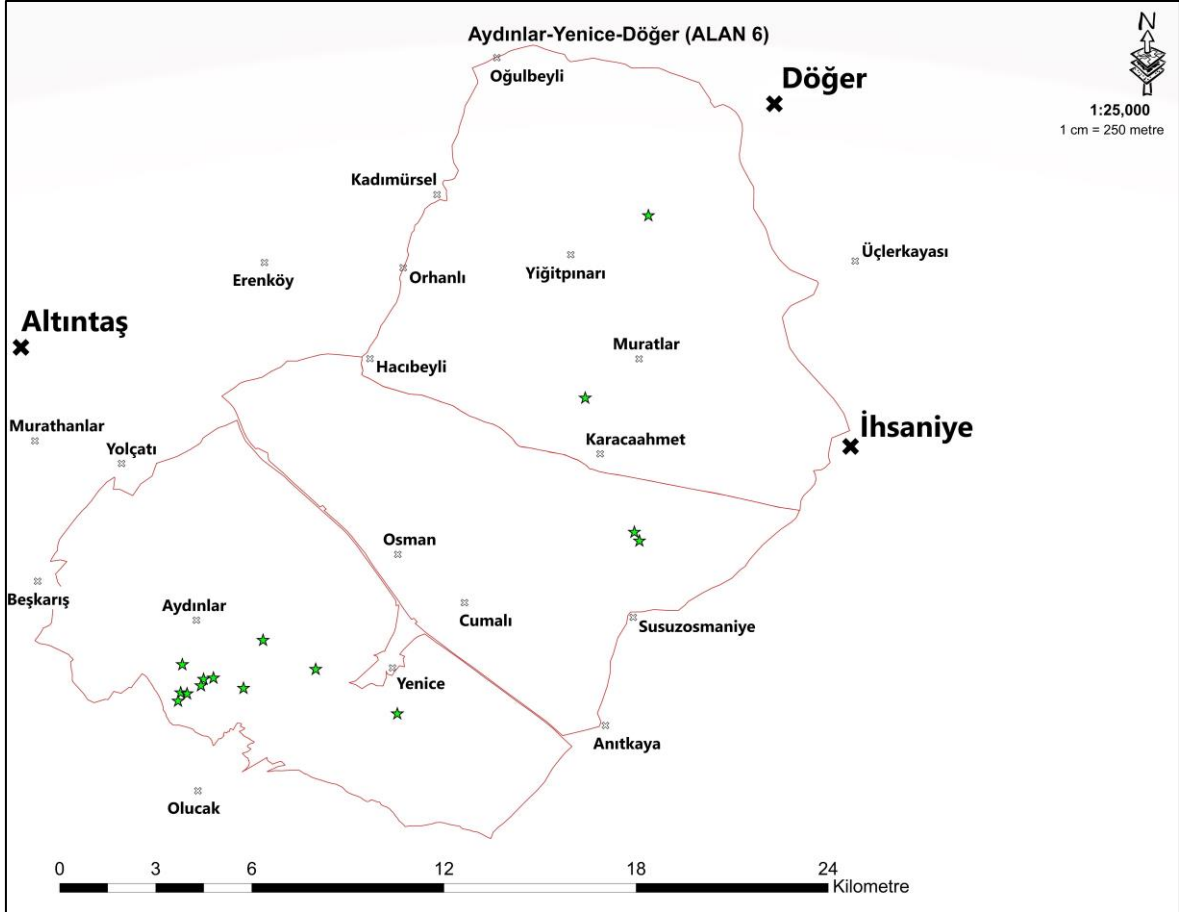 Aydınlar-Yenice-Döğer (ALAN 6)
N
Oğulbeyli
Döğer
1:25,000
1 cm = 250 metre
Kadımürsel
Üçlerkayası
Erenköy
Orhanlı
Yiğitpınarı
Altıntaş
Muratlar
Hacıbeyli
Murathanlar
İhsaniye
Karacaahmet
Yolçatı
Osman
Beşkarış
Aydınlar
Cumalı
Susuzosmaniye
Yenice
Anıtkaya
Olucak
0 3 6 12 18 24
Kilometre